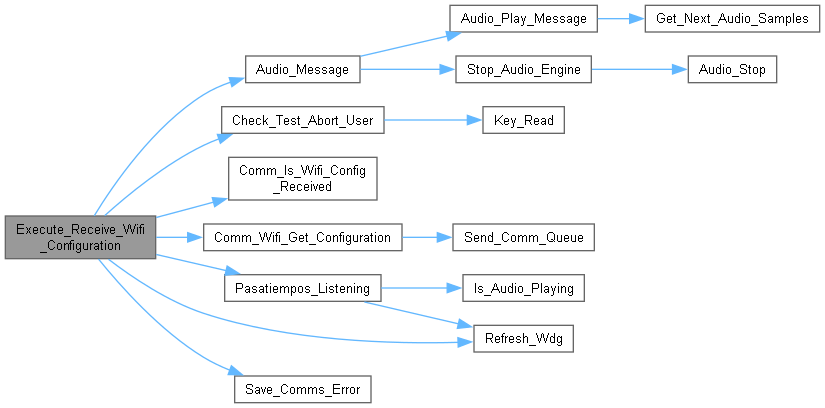 Audio_Play_Message
Get_Next_Audio_Samples
Audio_Message
Stop_Audio_Engine
Audio_Stop
Check_Test_Abort_User
Key_Read
Comm_Is_Wifi_Config
_Received
Execute_Receive_Wifi
_Configuration
Comm_Wifi_Get_Configuration
Send_Comm_Queue
Pasatiempos_Listening
Is_Audio_Playing
Refresh_Wdg
Save_Comms_Error